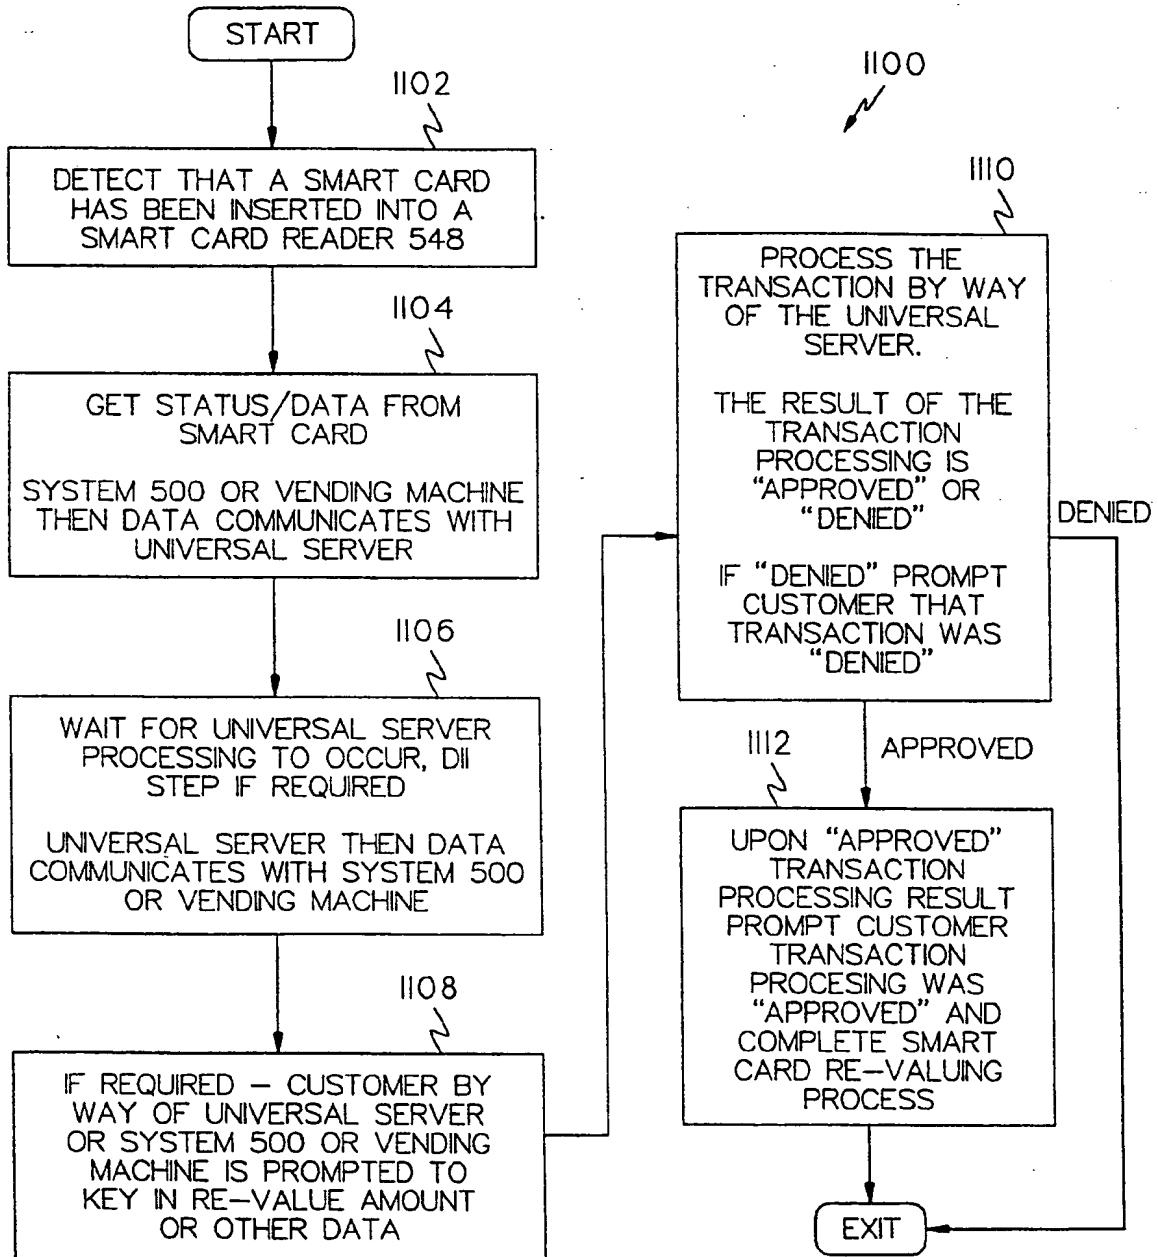 START
1102
DETECT THAT A SMART CARD
HAS BEEN INSERTED INTO A
SMART CARD READER 548
1104
GET STATUS/DATA FROM
SMART CARD
SYSTEM 500 OR VENDING MACHINE
THEN DATA COMMUNICATES WITH
UNIVERSAL SERVER
1106
WAIT FOR UNIVERSAL SERVER
PROCESSING TO OCCUR, DII
STEP IF REQUIRED
UNIVERSAL SERVER THEN DATA
COMMUNICATES WITH SYSTEM 500
OR VENDING MACHINE
1108
IF REQUIRED – CUSTOMER BY
WAY OF UNIVERSAL SERVER
OR SYSTEM 500 OR VENDING
MACHINE IS PROMPTED TO
KEY IN RE–VALUE AMOUNT
OR OTHER DATA
1100
1110
PROCESS THE
TRANSACTION BY WAY
OF THE UNIVERSAL
SERVER.
THE RESULT OF THE
TRANSACTION
PROCESSING IS
“APPROVED” OR
“DENIED”
IF “DENIED” PROMPT
CUSTOMER THAT
TRANSACTION WAS
“DENIED”
DENIED
APPROVED
1112
UPON “APPROVED”
TRANSACTION
PROCESSING RESULT
PROMPT CUSTOMER
TRANSACTION
PROCESING WAS
“APPROVED” AND
COMPLETE SMART
CARD RE–VALUING
PROCESS
EXIT